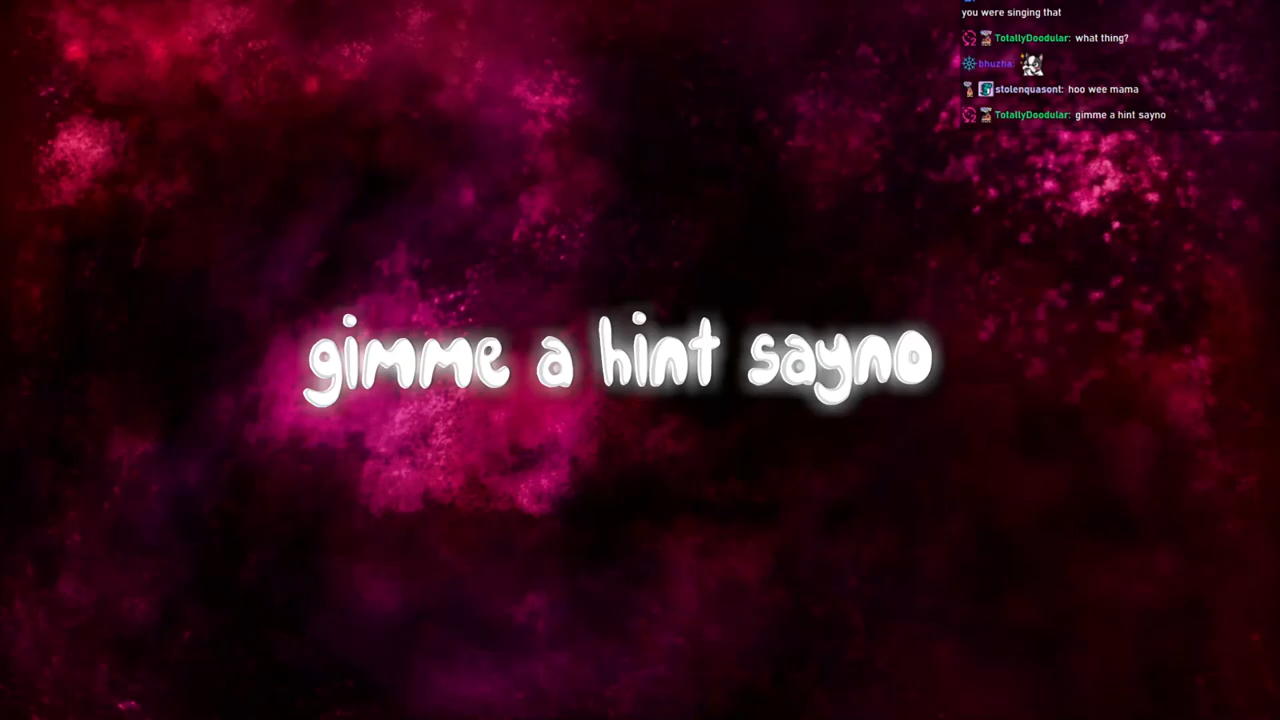 you were singing that
TotallyDoodular: what thing?
bhuzha:
stolenquasont: hoo wee mama
TotallyDoodular: gimme a hint sayno
gimme a hint sayno